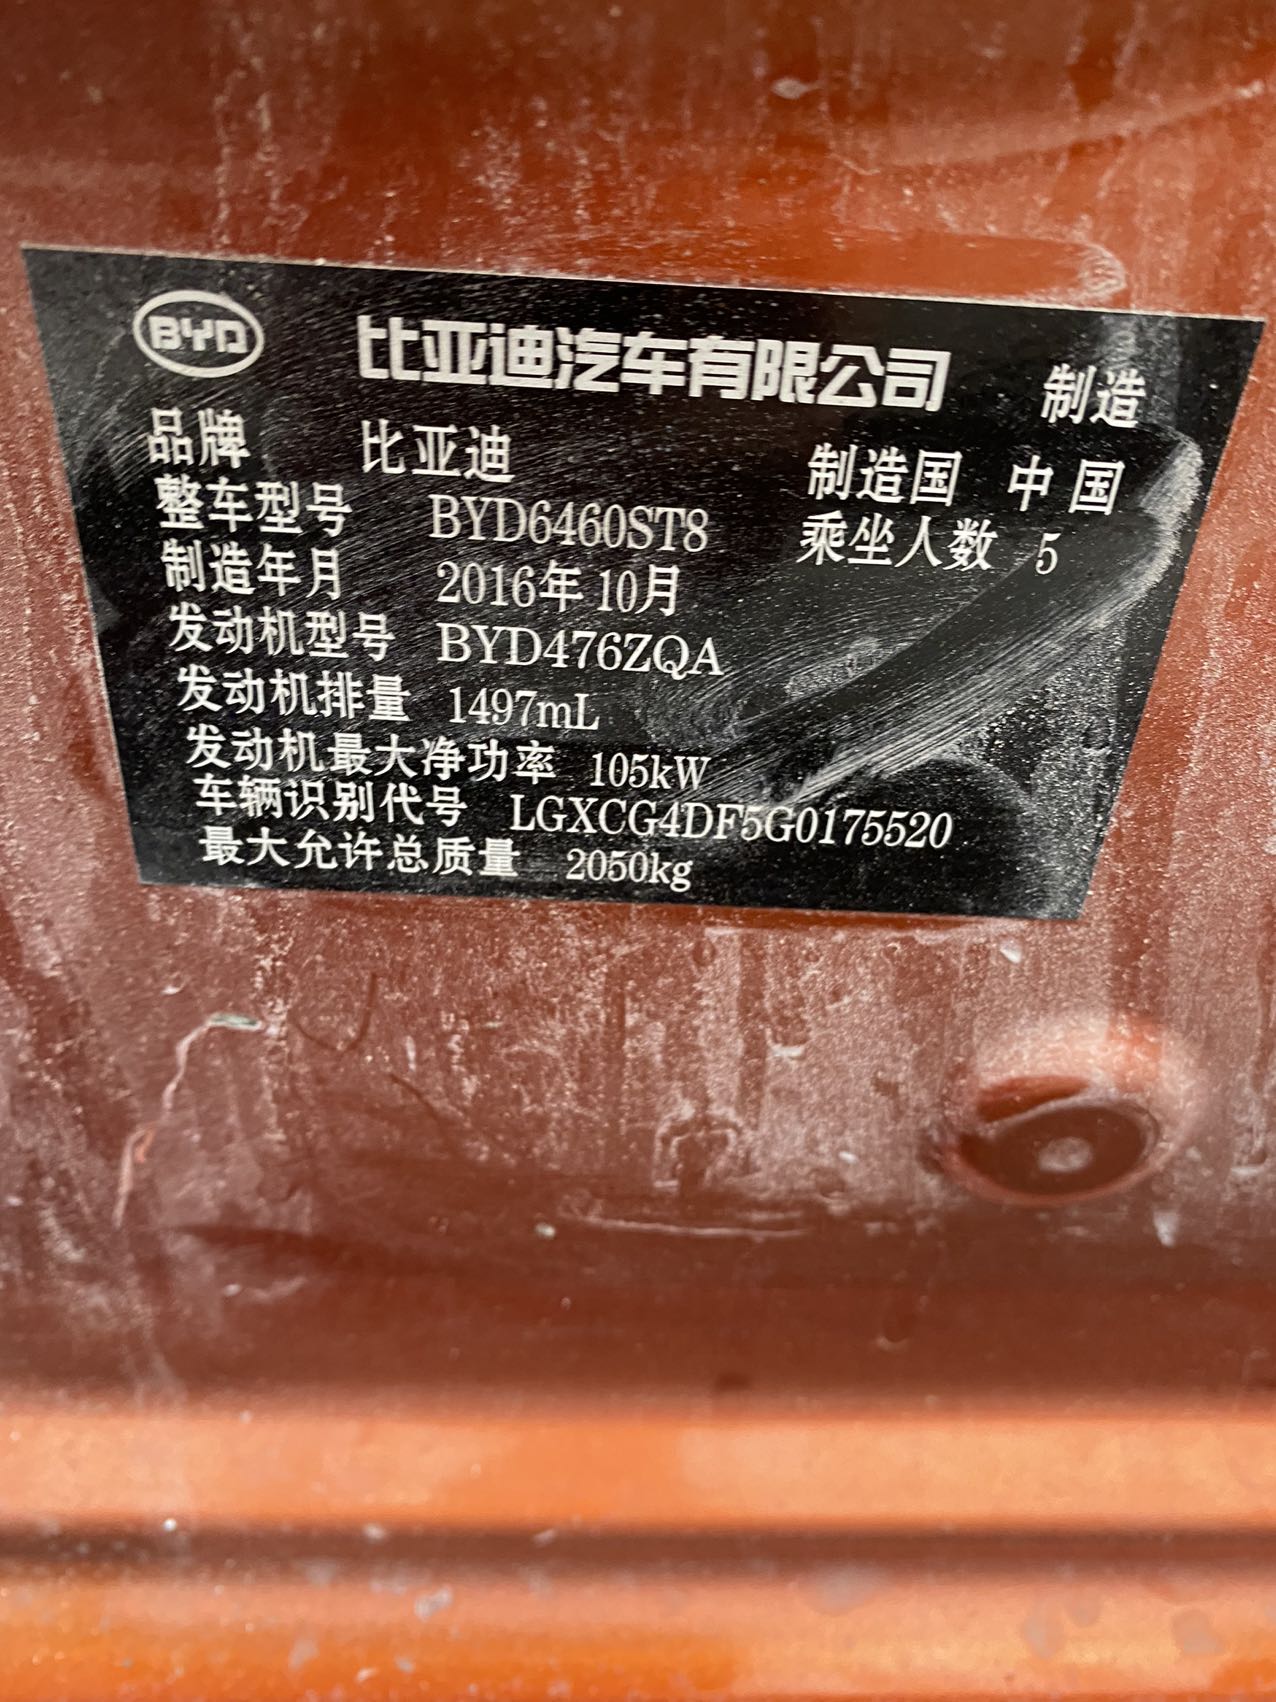 BYD 比亚迪汽车有限公司 制造
品牌 比亚迪 制造国 中国
整车型号 BYD6460ST8 乘坐人数 5
制造年月 2016年10月
发动机型号 BYD476ZQA
发动机排量 1497mL
发动机最大净功率 105kW
车辆识别代号 LGXCG4DF5G0175520
最大允许总质量 2050kg